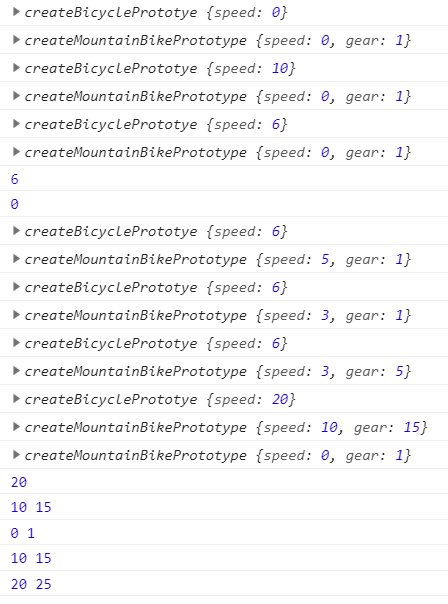 createBicyclePrototye {speed: 0}
createMountainBikePrototype {speed: 0, gear: 1}
createBicyclePrototye {speed: 10}
createMountainBikePrototype {speed: 0, gear: 1}
createBicyclePrototye {speed: 6}
createMountainBikePrototype {speed: 0, gear: 1}
6
0
createBicyclePrototye {speed: 6}
createMountainBikePrototype {speed: 5, gear: 1}
createBicyclePrototye {speed: 6}
createMountainBikePrototype {speed: 3, gear: 1}
createBicyclePrototye {speed: 6}
createMountainBikePrototype {speed: 3, gear: 5}
createBicyclePrototye {speed: 20}
createMountainBikePrototype {speed: 10, gear: 15}
createMountainBikePrototype {speed: 0, gear: 1}
20
10 15
0 1
10 15
20 25